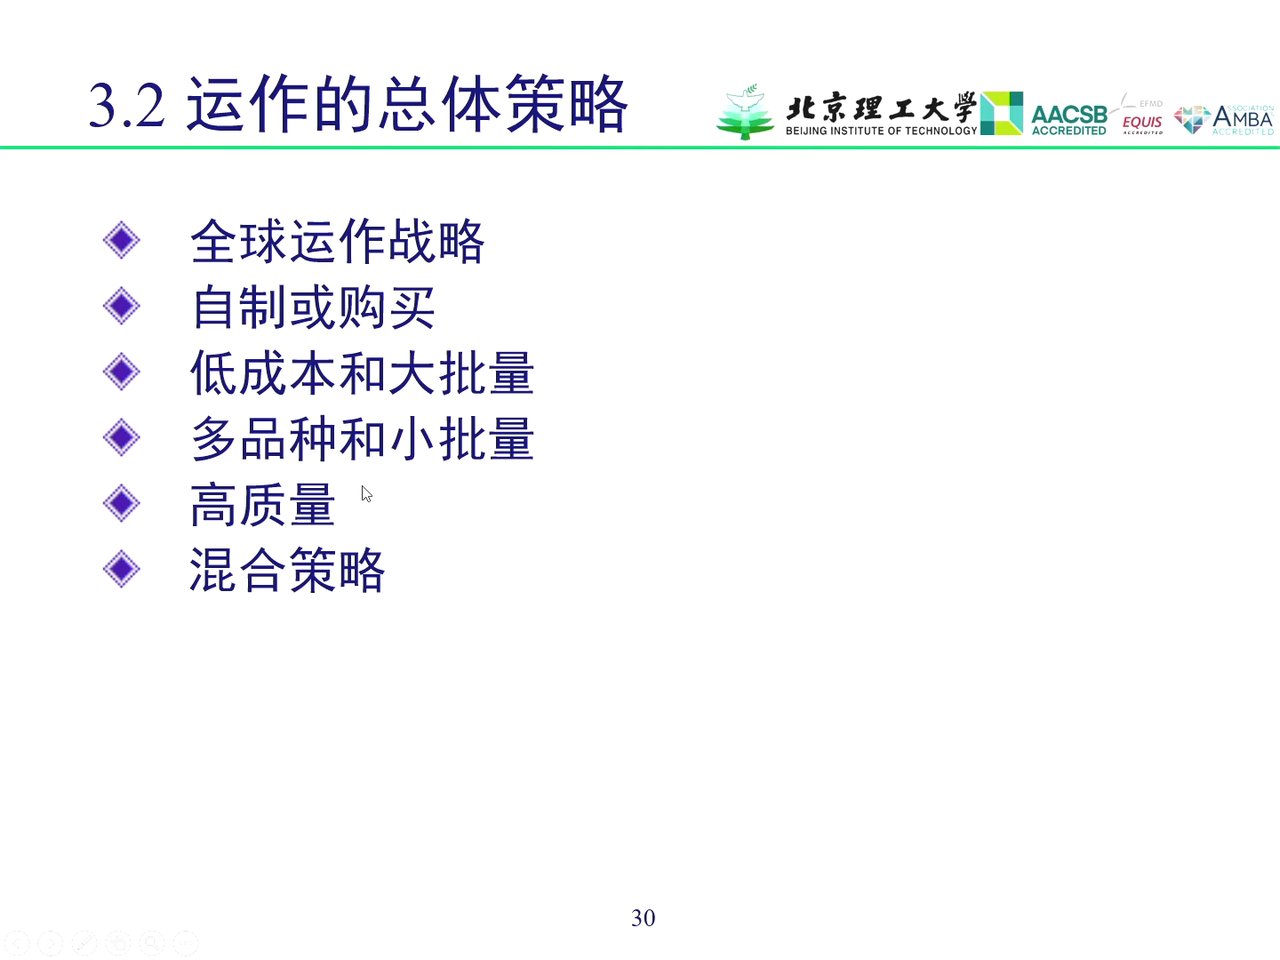 3.2 运作的总体策略
北京理工大学
BEIJING INSTITUTE OF TECHNOLOGY
AACSB
ACCREDITED
EFMD
EQUIS
ACCREDITED
ASSOCIATION
AMBA
ACCREDITED
全球运作战略
自制或购买
低成本和大批量
多品种和小批量
高质量
混合策略
30